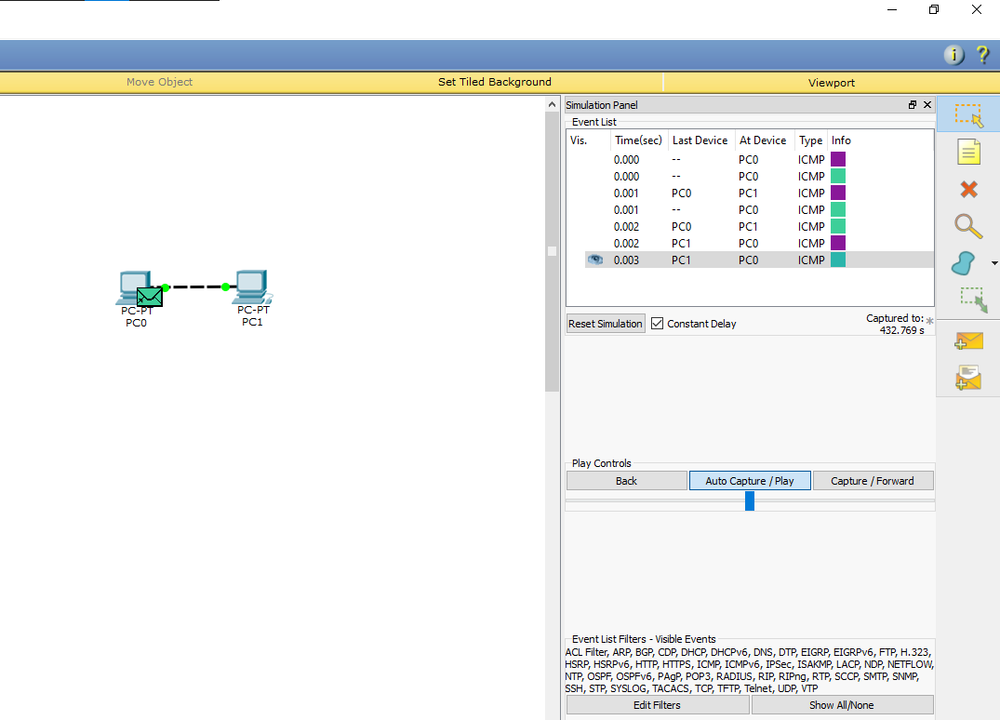 Move Object Set Tiled Background Viewport
Simulation Panel
Event List
Vis. Time(sec) Last Device At Device Type Info
0.000 -- PC0 ICMP
0.000 -- PC0 ICMP
0.001 PC0 PC1 ICMP
0.001 -- PC0 ICMP
0.002 PC0 PC1 ICMP
0.002 PC1 PC0 ICMP
0.003 PC1 PC0 ICMP
PC-PT
PC0
PC-PT
PC1
Reset Simulation Constant Delay
Captured to: *
432.769 s
Play Controls
Back Auto Capture / Play Capture / Forward
Event List Filters - Visible Events
ACL Filter, ARP, BGP, CDP, DHCP, DHCPv6, DNS, DTP, EIGRP, EIGRPv6, FTP, H.323,
HSRP, HSRPv6, HTTP, HTTPS, ICMP, ICMPv6, IPSec, ISAKMP, LACP, NDP, NETFLOW,
NTP, OSPF, OSPFv6, PAgP, POP3, RADIUS, RIP, RIPng, RTP, SCCP, SMTP, SNMP,
SSH, STP, SYSLOG, TACACS, TCP, TFTP, Telnet, UDP, VTP
Edit Filters Show All/None